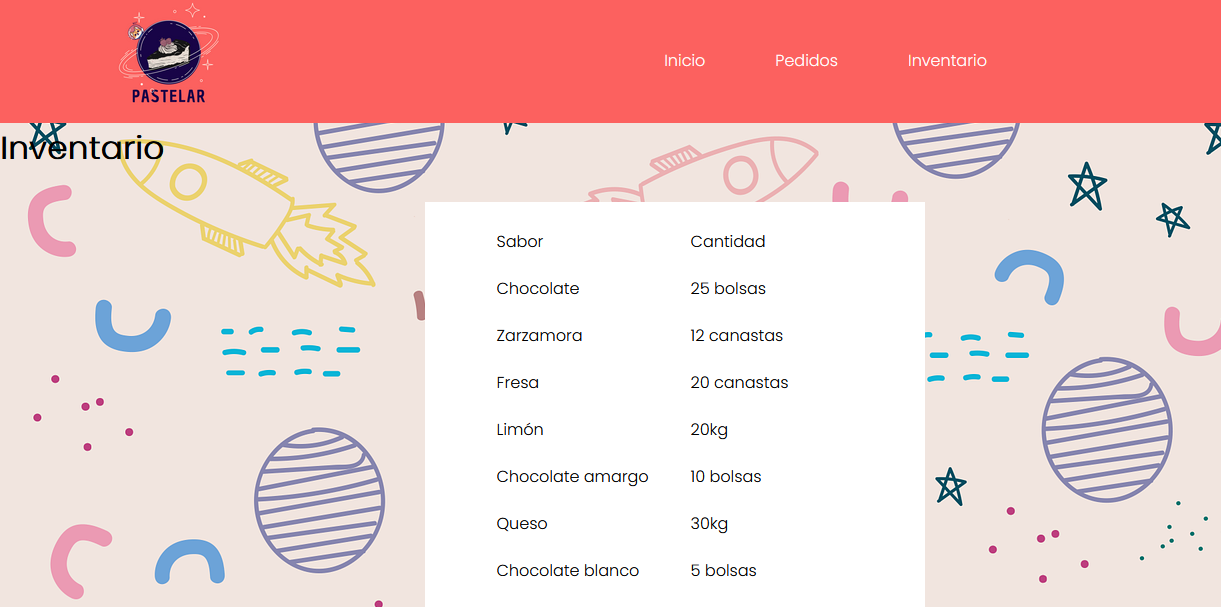 PASTELAR
Inicio Pedidos Inventario
Inventario
Sabor Cantidad
Chocolate 25 bolsas
Zarzamora 12 canastas
Fresa 20 canastas
Limón 20kg
Chocolate amargo 10 bolsas
Queso 30kg
Chocolate blanco 5 bolsas